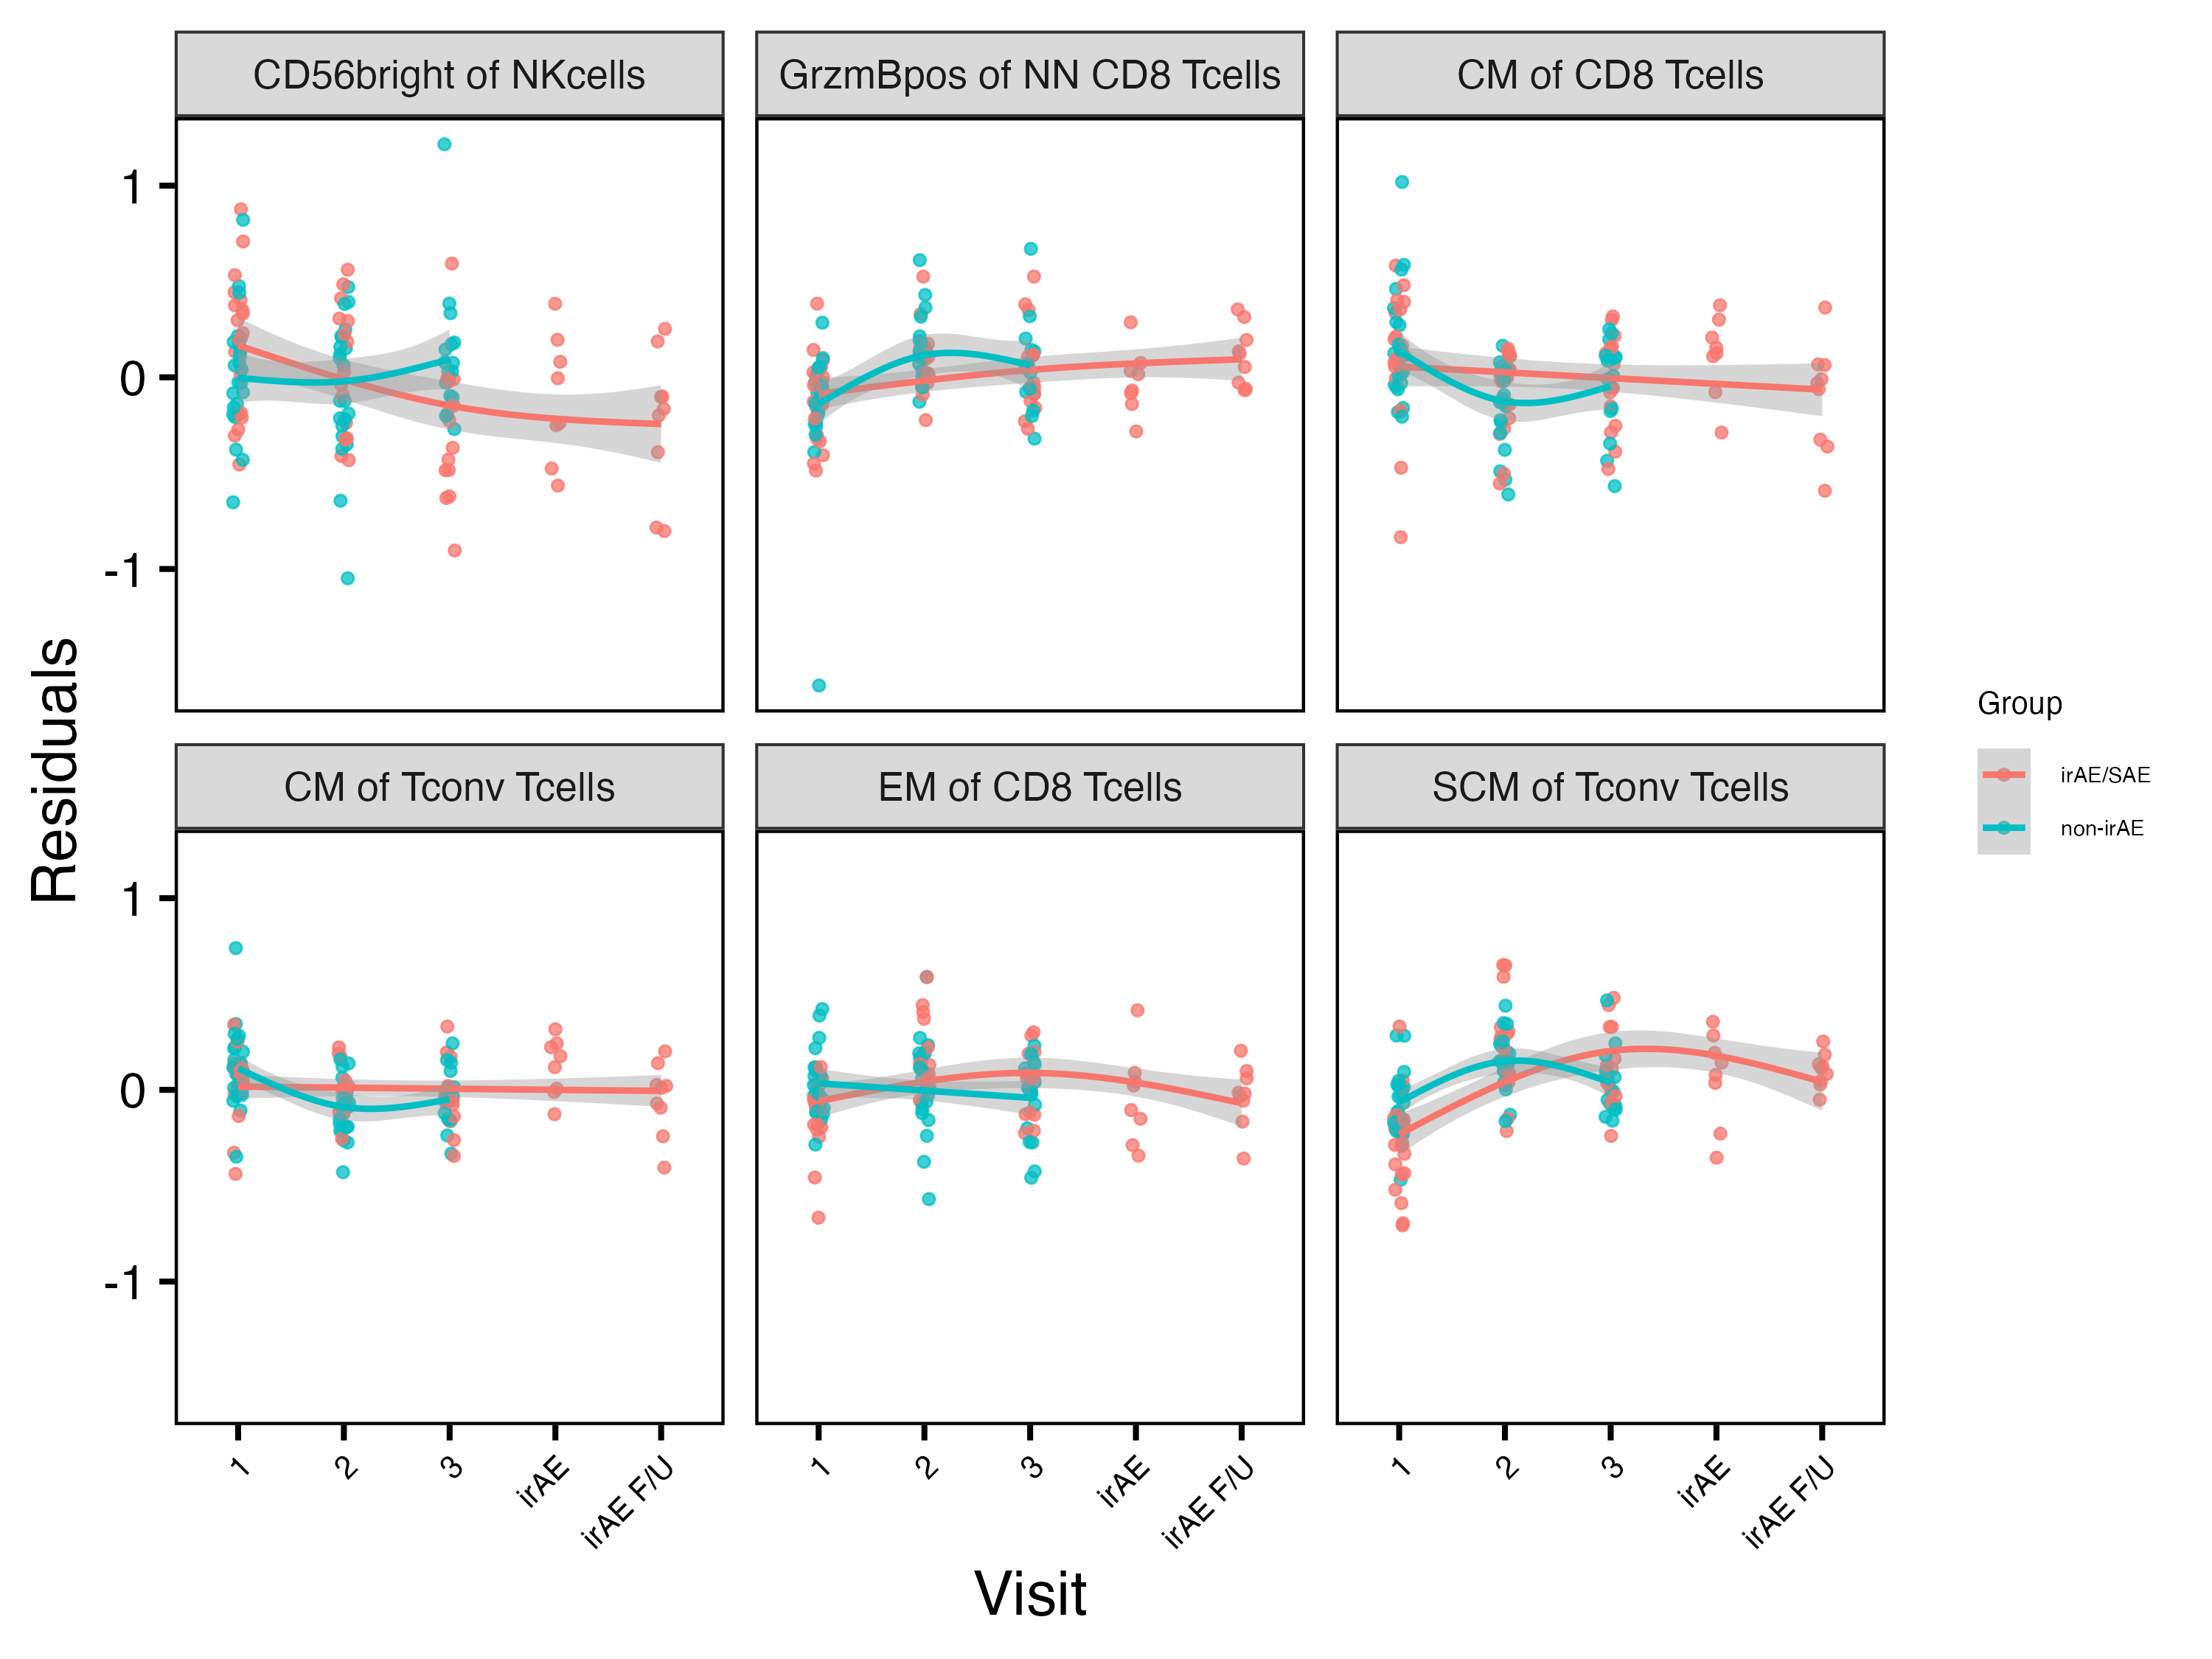 CD56bright of NKcells
GrzmBpos of NN CD8 Tcells
CM of CD8 Tcells
1
0
-1
Residuals
CM of Tconv Tcells
EM of CD8 Tcells
SCM of Tconv Tcells
1
0
-1
1
2
3
irAE
irAE F/U
1
2
3
irAE
irAE F/U
1
2
3
irAE
irAE F/U
Visit
Group
irAE/SAE
non-irAE